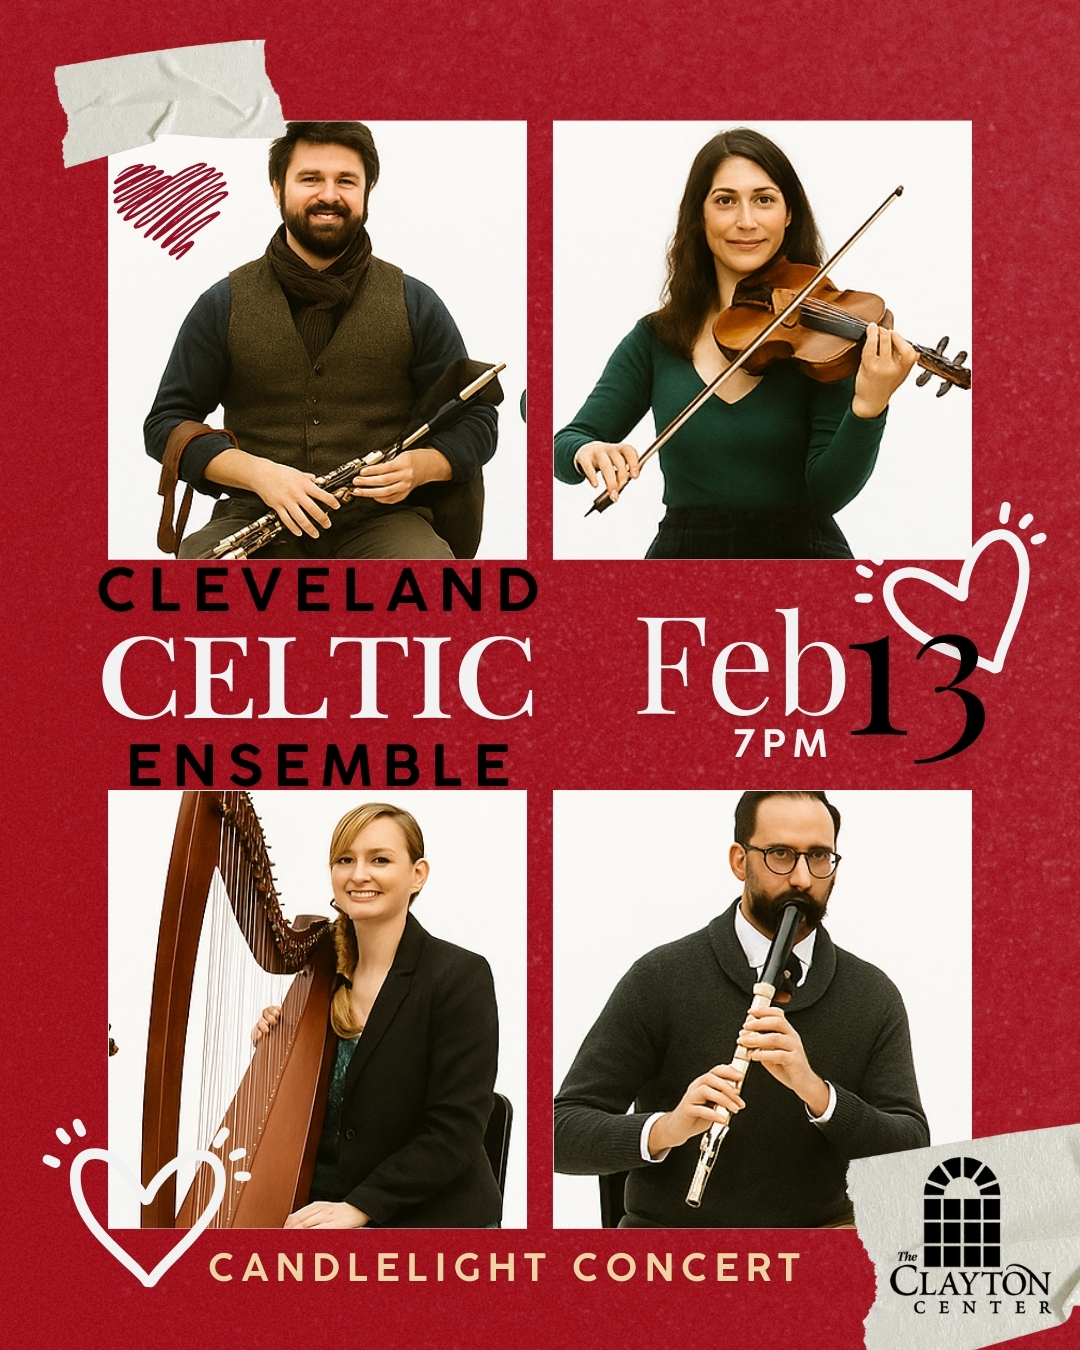 CLEVELAND
CELTIC
ENSEMBLE
Feb 13
7PM
CANDLELIGHT CONCERT
The
CLAYTON
CENTER